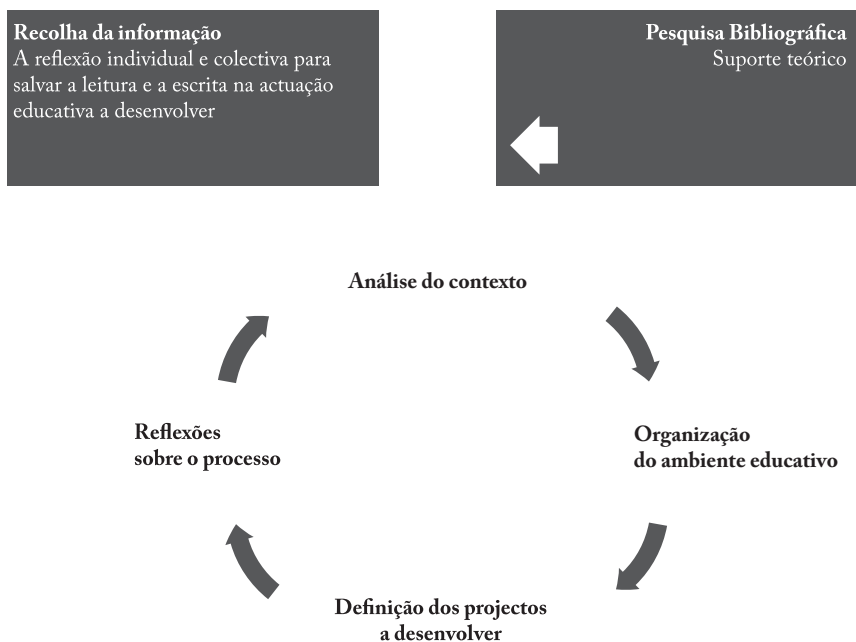 Recolha da informação
A reflexão individual e colectiva para
salvar a leitura e a escrita na actuação
educativa a desenvolver
Pesquisa Bibliográfica
Suporte teórico
Análise do contexto
Organização
do ambiente educativo
Definição dos projectos
a desenvolver
Reflexões
sobre o processo